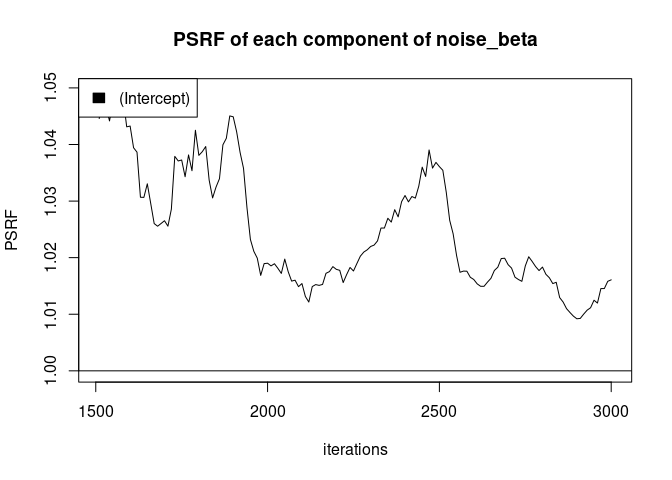 PSRF of each component of noise_beta
(Intercept)
PSRF
1.05
1.04
1.03
1.02
1.01
1.00
1500 2000 2500 3000
iterations